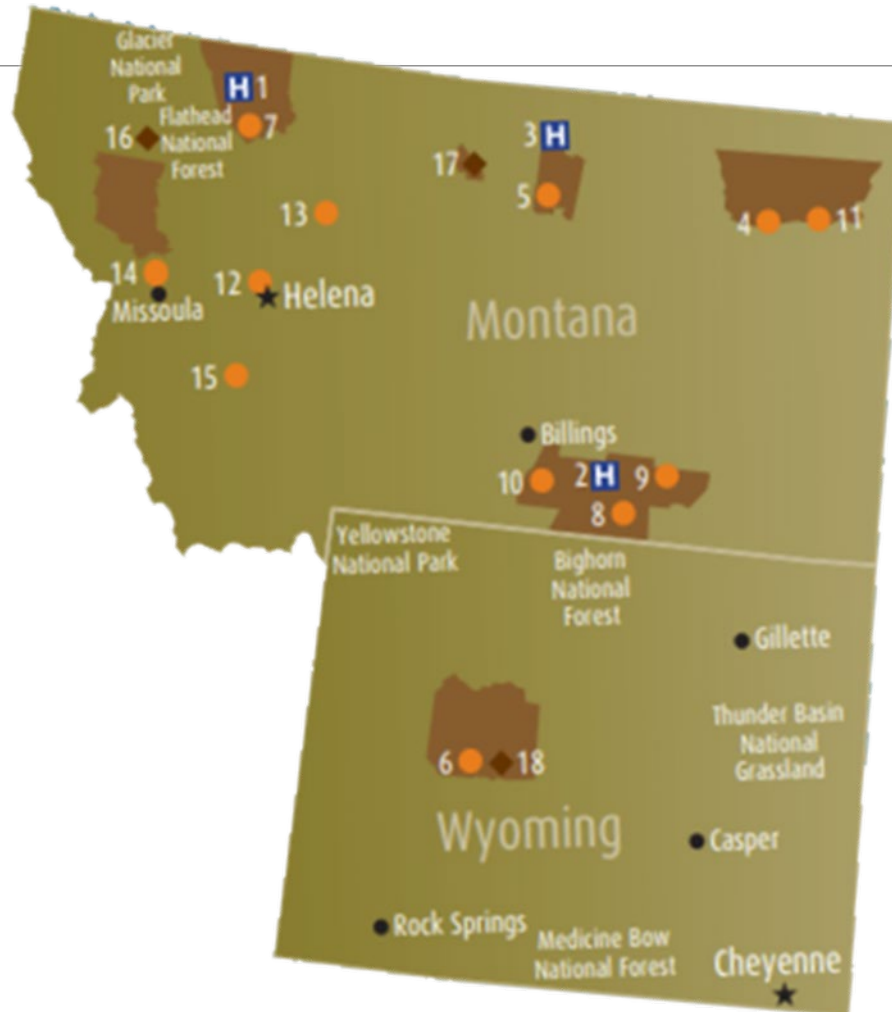 Glacier
National
Park
H 1
Flathead
National
Forest
16
7
3 H
17
5
13
4
11
14
12
Helena
Missoula
Montana
15
Billings
10
2 H
9
8
Yellowstone
National Park
Bighorn
National
Forest
Gillette
Thunder Basin
National
Grassland
6
18
Wyoming
Casper
Rock Springs
Medicine Bow
National Forest
Cheyenne